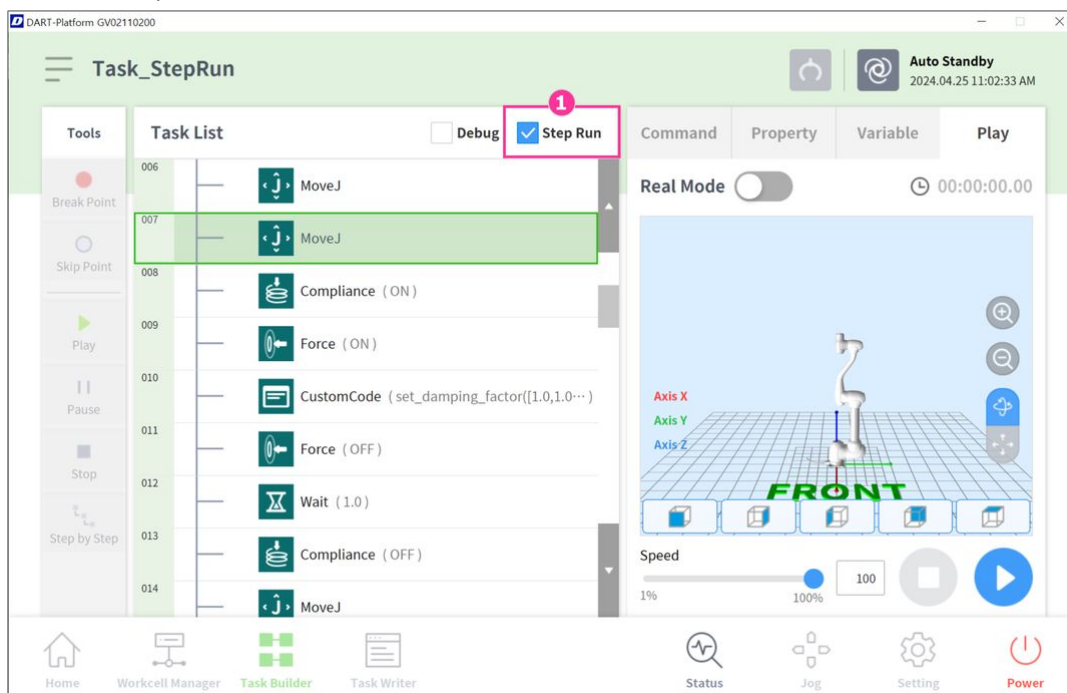 DART-Platform GV02110200
Task_StepRun
Auto Standby
2024.04.25 11:02:33 AM
1
Tools
Task List
Debug
Step Run
Command
Property
Variable
Play
Break Point
Skip Point
Play
Pause
Stop
Step by Step
006
MoveJ
007
MoveJ
008
Compliance (ON)
009
Force (ON)
010
CustomCode (set_damping_factor([1.0,1.0···)
011
Force (OFF)
012
Wait (1.0)
013
Compliance (OFF)
014
MoveJ
Real Mode
00:00:00.00
Axis X
Axis Y
Axis Z
FRONT
Speed
1%
100%
100
Home
Workcell Manager
Task Builder
Task Writer
Status
Jog
Setting
Power